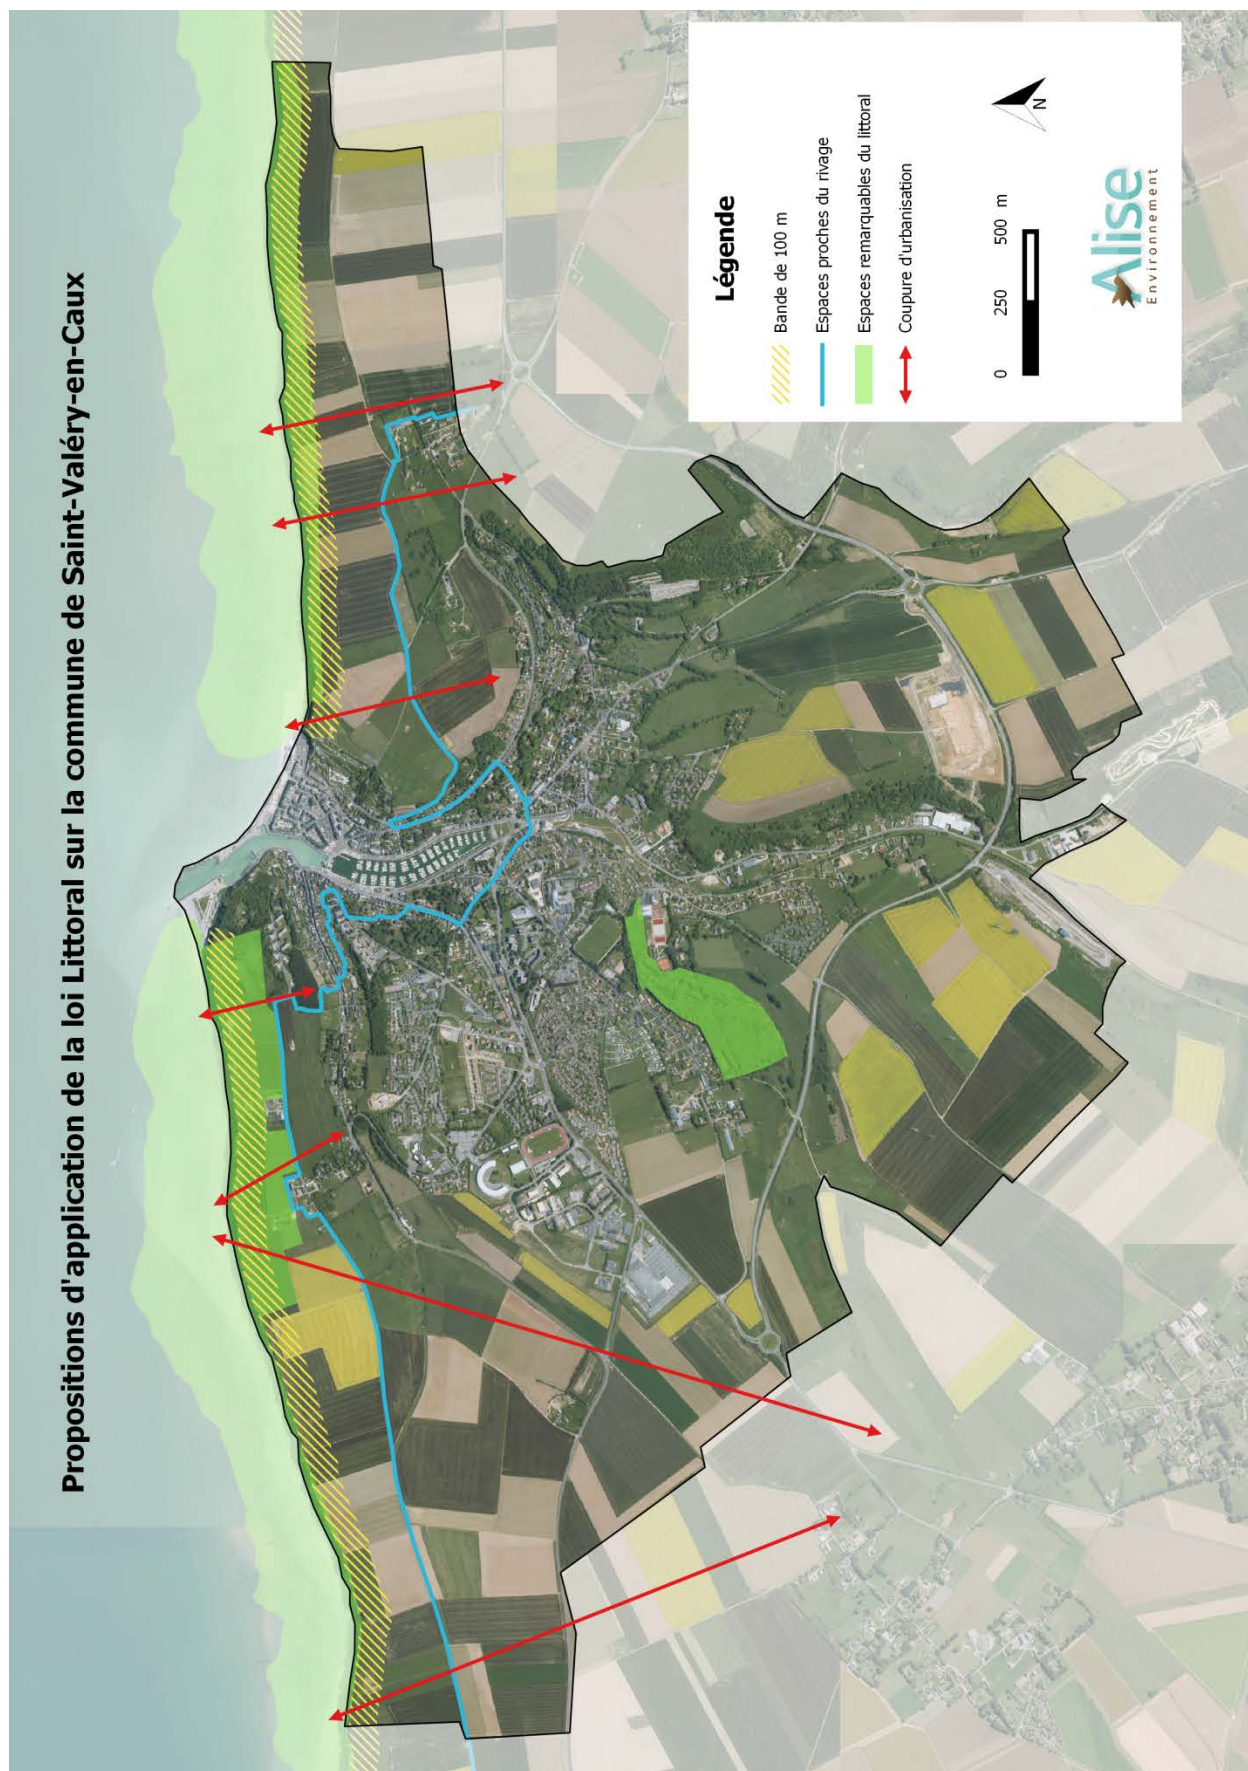 Propositions d'application de la loi Littoral sur la commune de Saint-Valéry-en-Caux
Légende
Bande de 100 m
Espaces proches du rivage
Espaces remarquables du littoral
Coupure d'urbanisation
N
0 250 500 m
Alise
Environnement